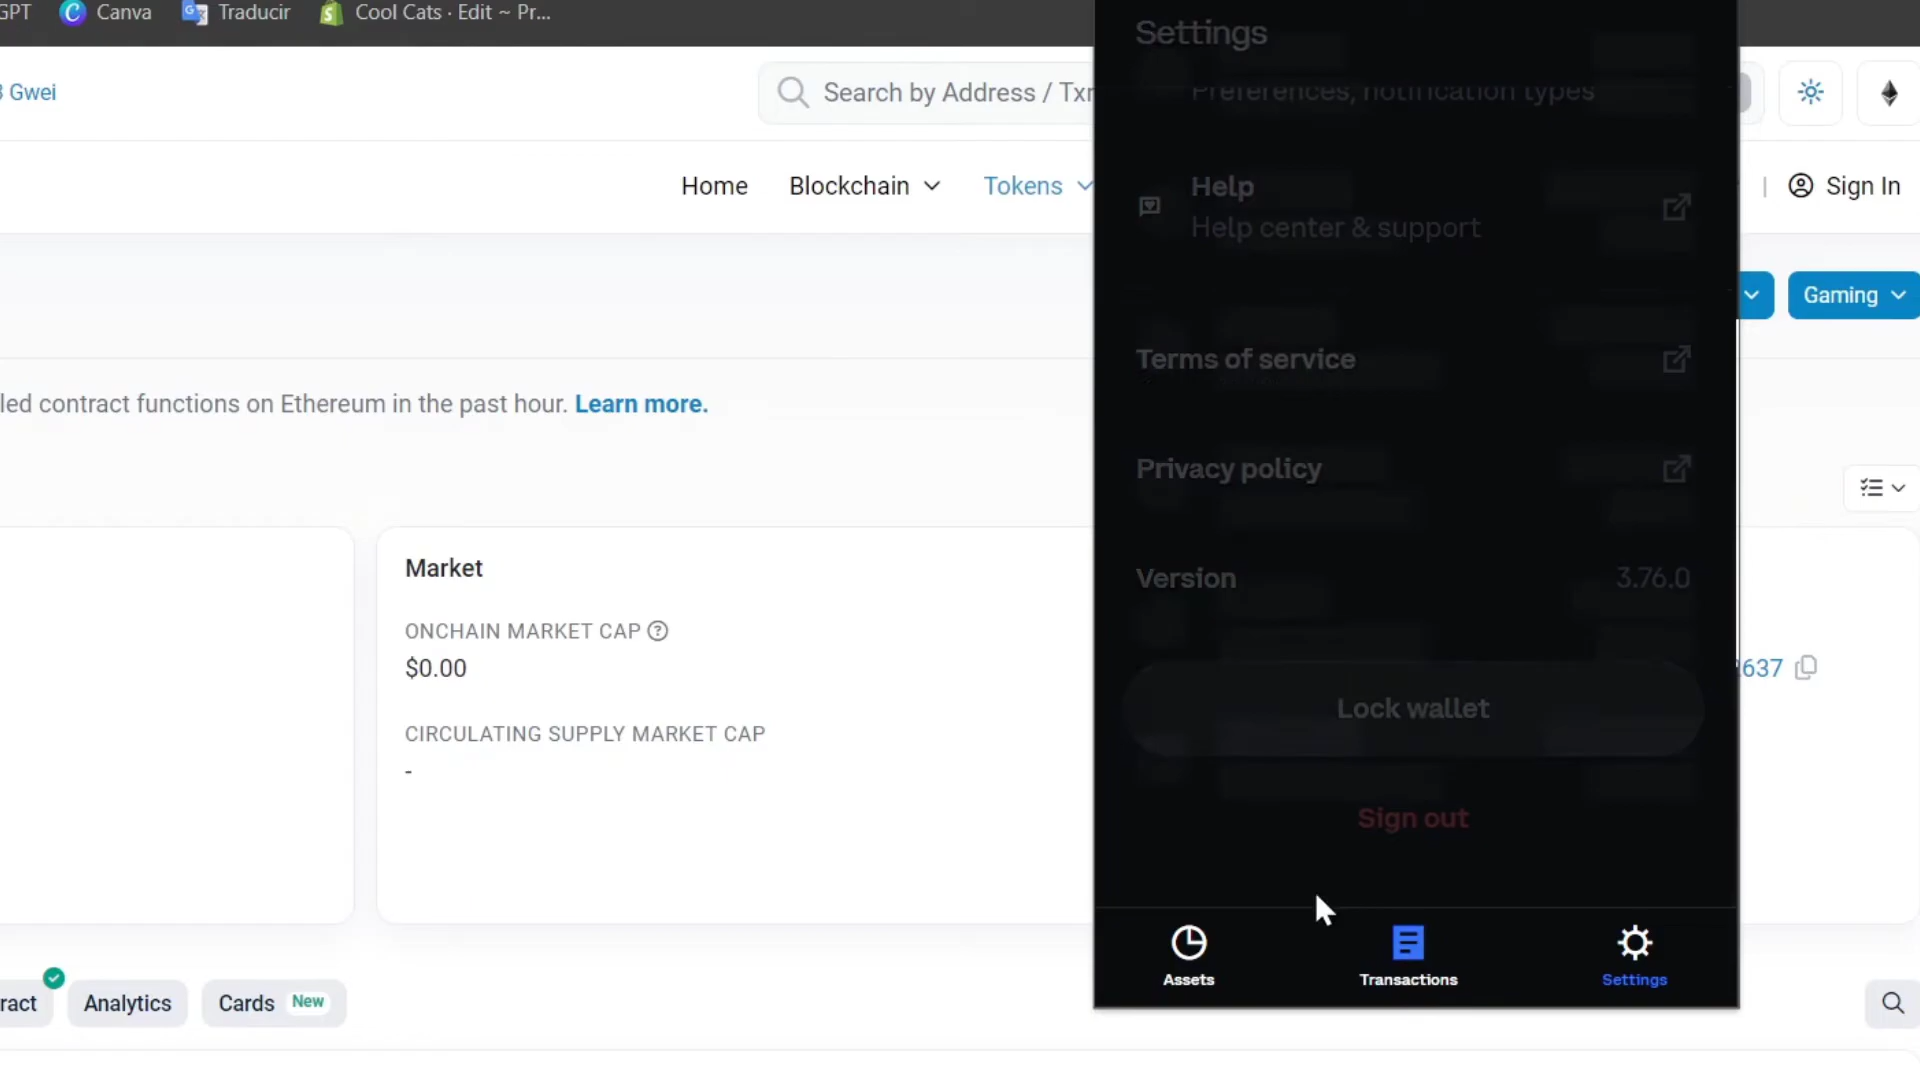 GPT Canva Traducir Cool Cats · Edit ~ Pr...
Gwei
Search by Address / Txn
Home Blockchain Tokens Sign In
Gaming
led contract functions on Ethereum in the past hour. Learn more.
Market
ONCHAIN MARKET CAP
$0.00
CIRCULATING SUPPLY MARKET CAP
-
637
ract Analytics Cards New
Settings
Preferences, notification types
Help
Help center & support
Terms of service
Privacy policy
Version 3.76.0
Lock wallet
Sign out
Assets Transactions Settings